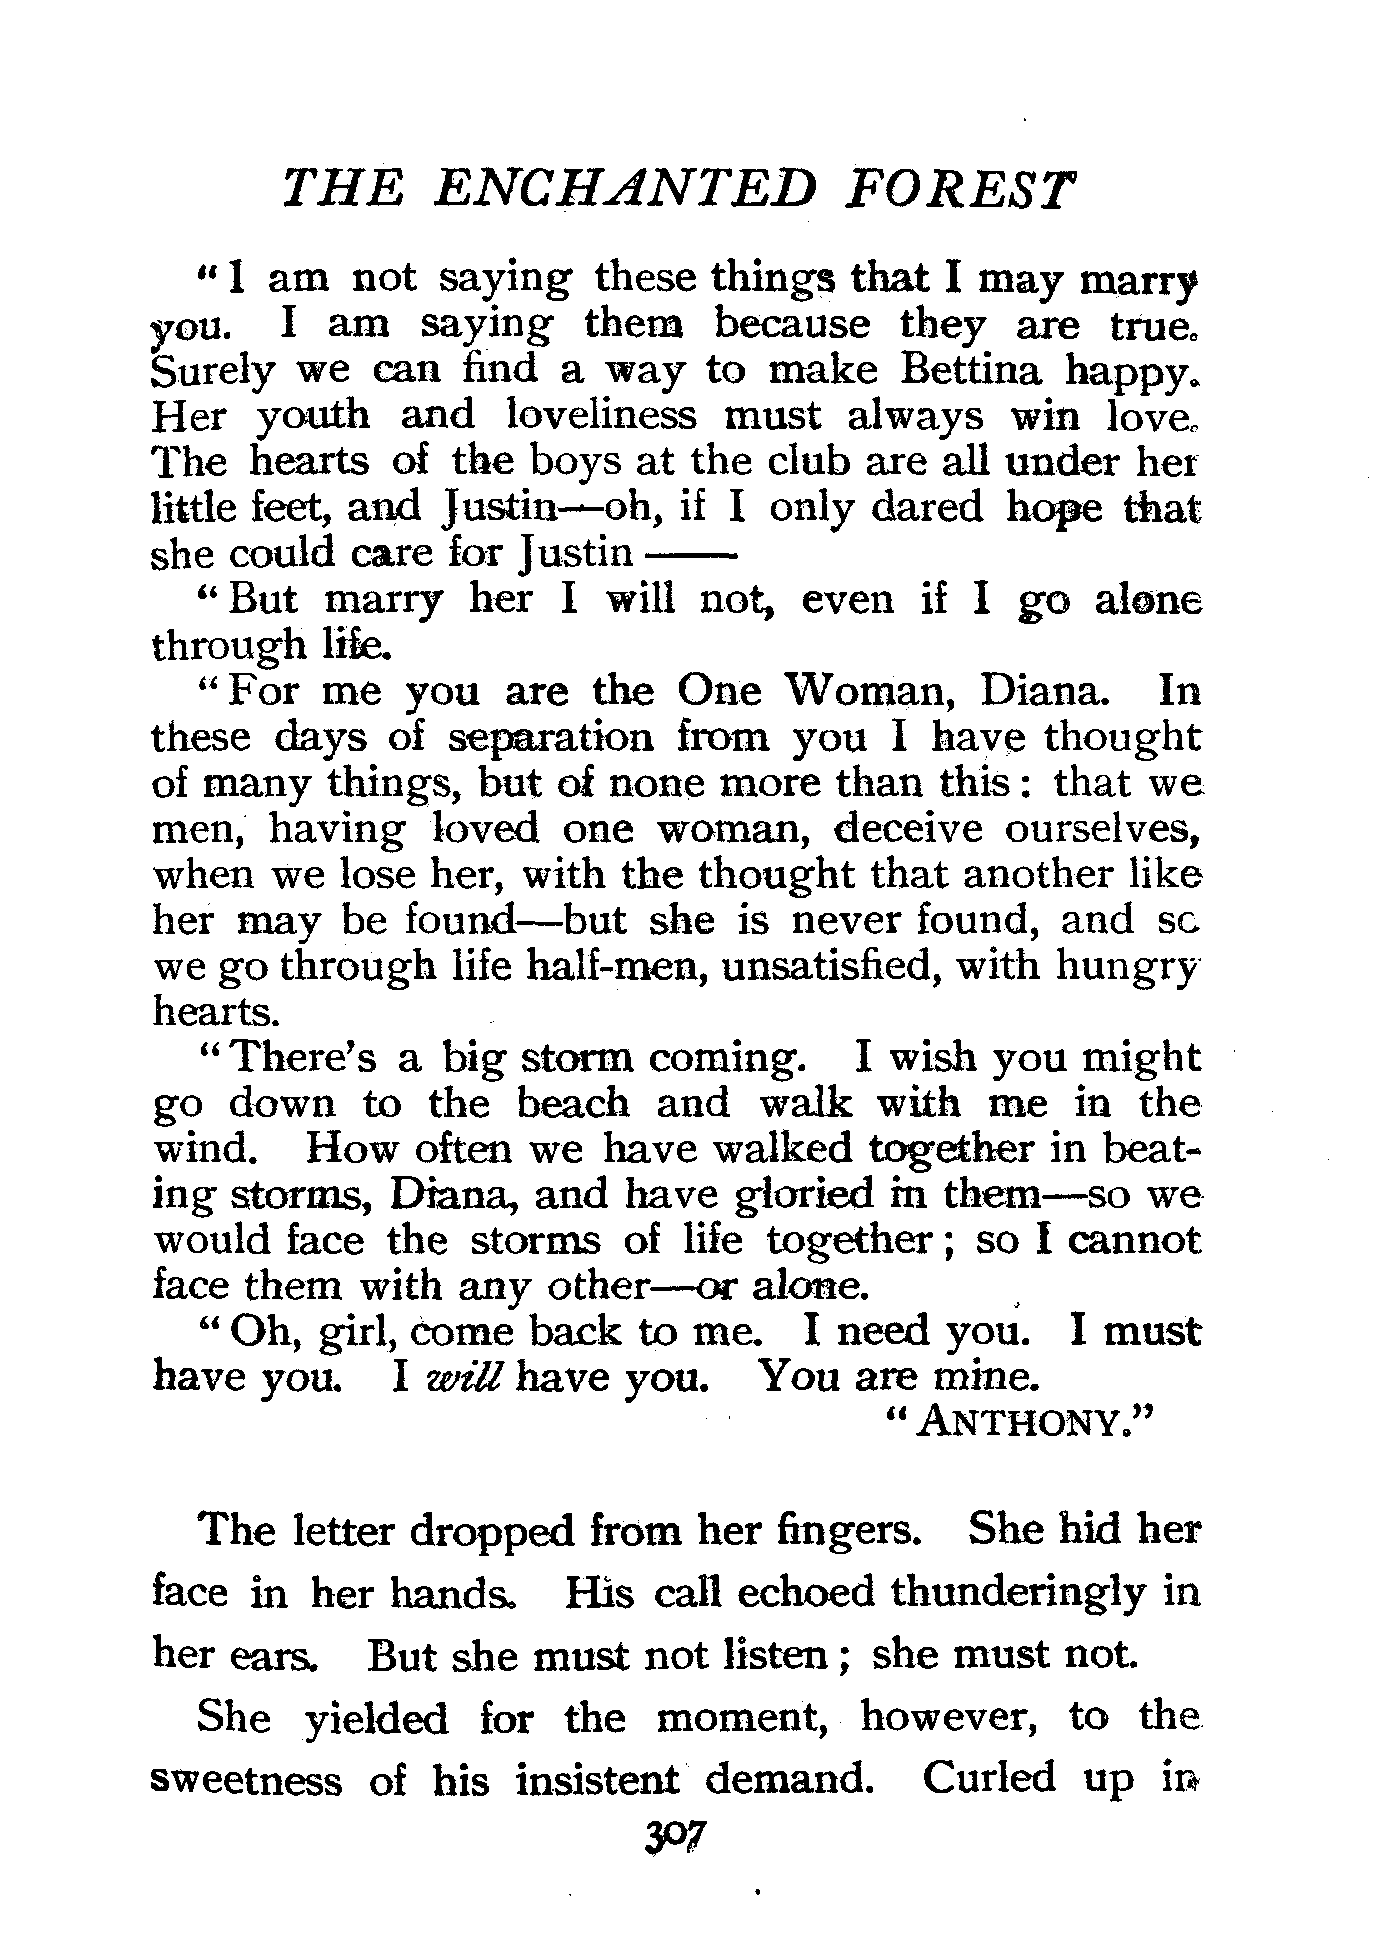 THE ENCHANTED FOREST
“I am not saying these things that I may marry
you. I am saying them because they are true.
Surely we can find a way to make Bettina happy.
Her youth and loveliness must always win love.
The hearts of the boys at the club are all under her
little feet, and Justin—oh, if I only dared hope that
she could care for Justin ——
“But marry her I will not, even if I go alone
through life.
“For me you are the One Woman, Diana. In
these days of separation from you I have thought
of many things, but of none more than this: that we
men, having loved one woman, deceive ourselves,
when we lose her, with the thought that another like
her may be found—but she is never found, and so
we go through life half-men, unsatisfied, with hungry
hearts.
“There's a big storm coming. I wish you might
go down to the beach and walk with me in the
wind. How often we have walked together in beat-
ing storms, Diana, and have gloried in them—so we
would face the storms of life together; so I cannot
face them with any other—or alone.
“Oh, girl, come back to me. I need you. I must
have you. I will have you. You are mine.
“ANTHONY.”
The letter dropped from her fingers. She hid her
face in her hands. His call echoed thunderingly in
her ears. But she must not listen; she must not.
She yielded for the moment, however, to the
sweetness of his insistent demand. Curled up in
307